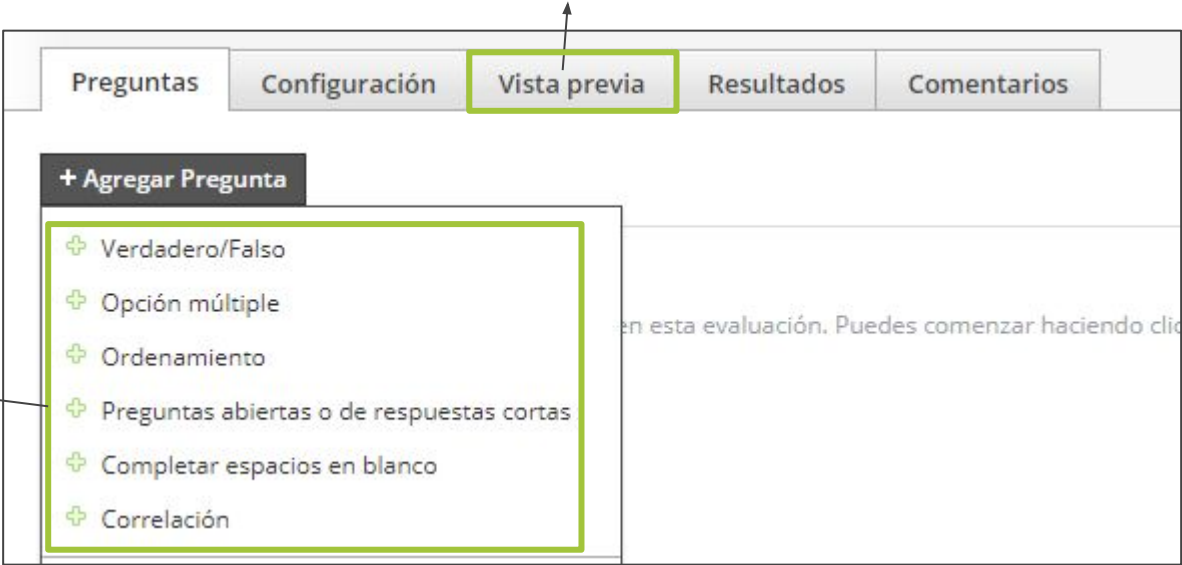 Preguntas Configuración Vista previa Resultados Comentarios
+ Agregar Pregunta
Verdadero/Falso
Opción múltiple
en esta evaluación. Puedes comenzar haciendo clic
Ordenamiento
Preguntas abiertas o de respuestas cortas
Completar espacios en blanco
Correlación